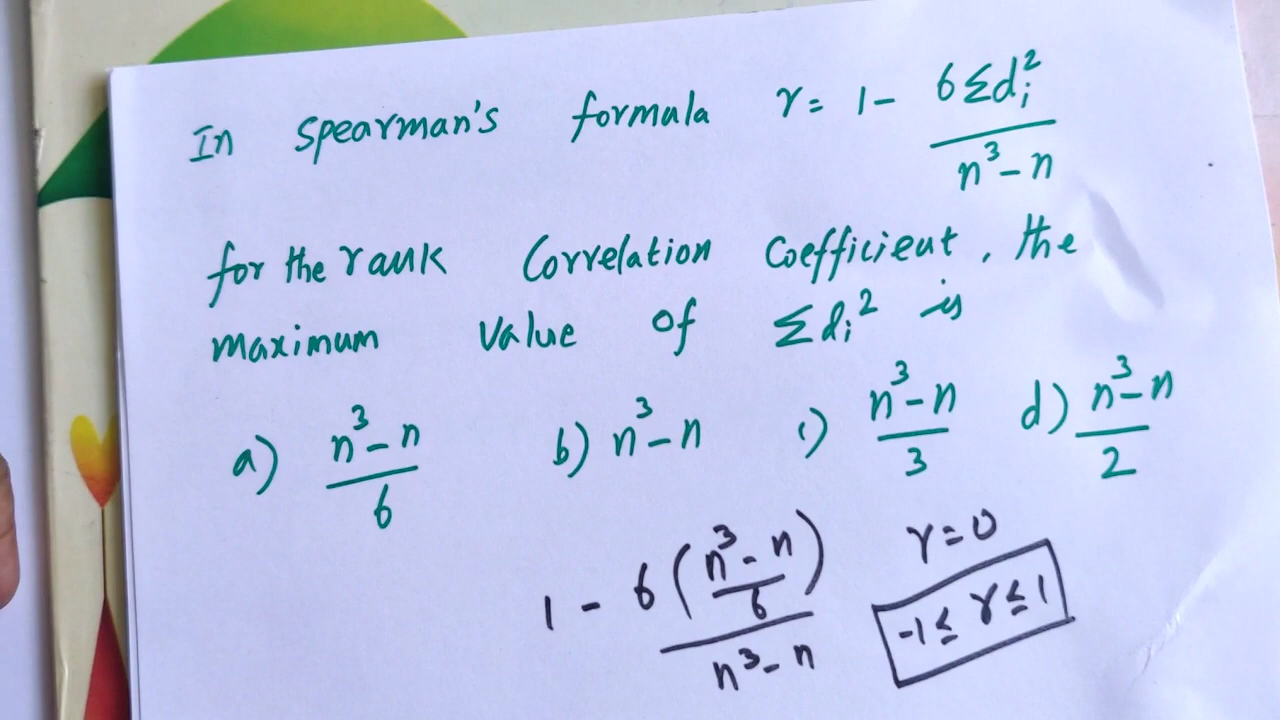 In Spearman's formula r = 1 - 6Σdᵢ² / n³ - n
for the rank Correlation Coefficient, the
maximum value of Σdᵢ² is
a) n³ - n / 6 b) n³ - n c) n³ - n / 3 d) n³ - n / 2
1 - 6(n³ - n / 6) / n³ - n r = 0
-1 ≤ r ≤ 1